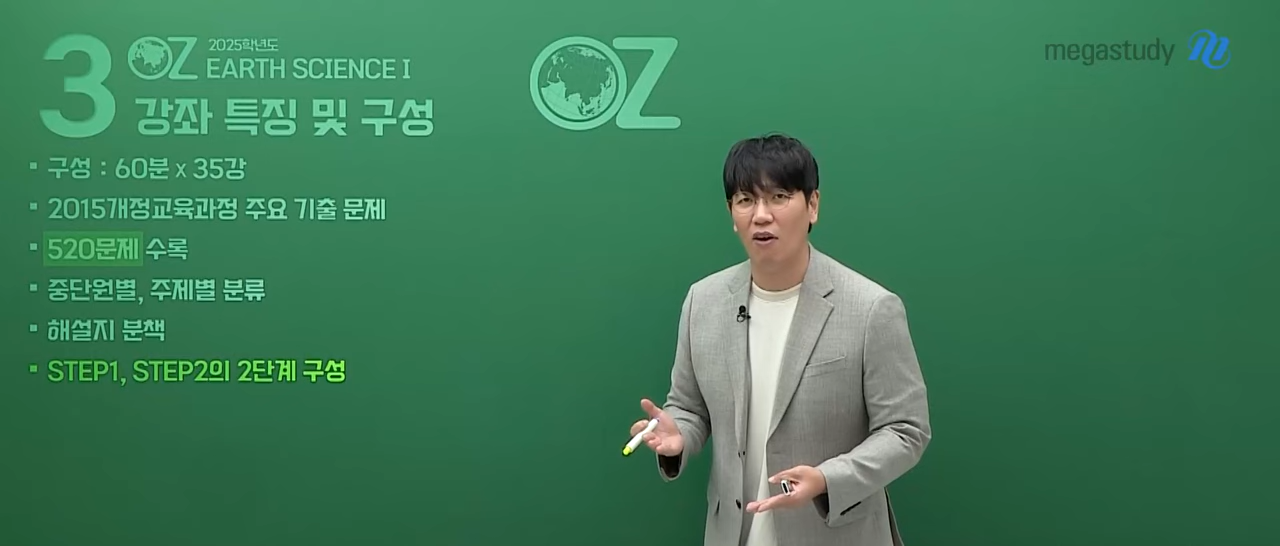 3
OZ 2025학년도
EARTH SCIENCE I
강좌 특징 및 구성
구성 : 60분 x 35강
2015개정교육과정 주요 기출 문제
520문제 수록
중단원별, 주제별 분류
해설지 분책
STEP1, STEP2의 2단계 구성
OZ
megastudy m